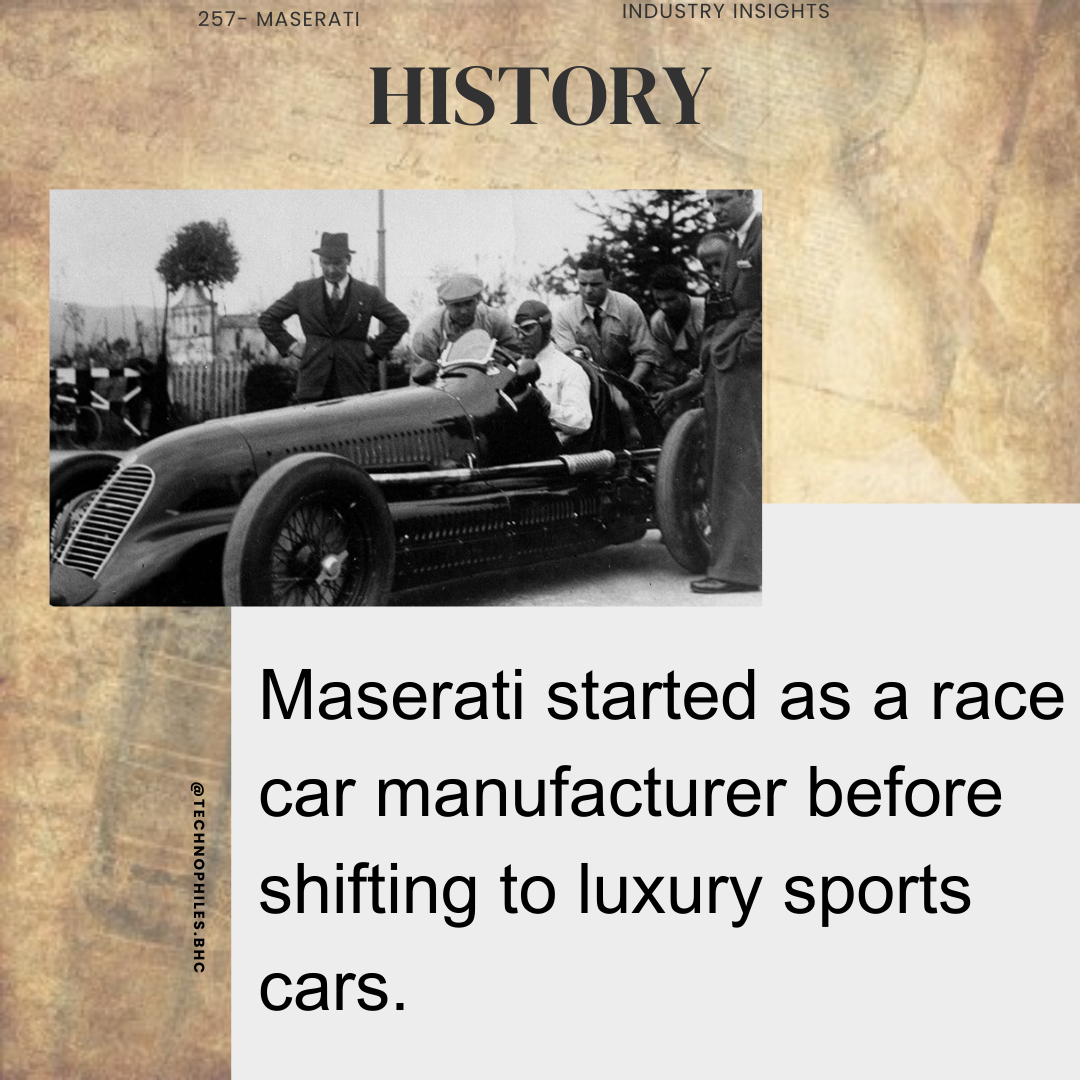 257- MASERATI
INDUSTRY INSIGHTS
HISTORY
Maserati started as a race
car manufacturer before
shifting to luxury sports
cars.
@TECHNOPHILES.BHC